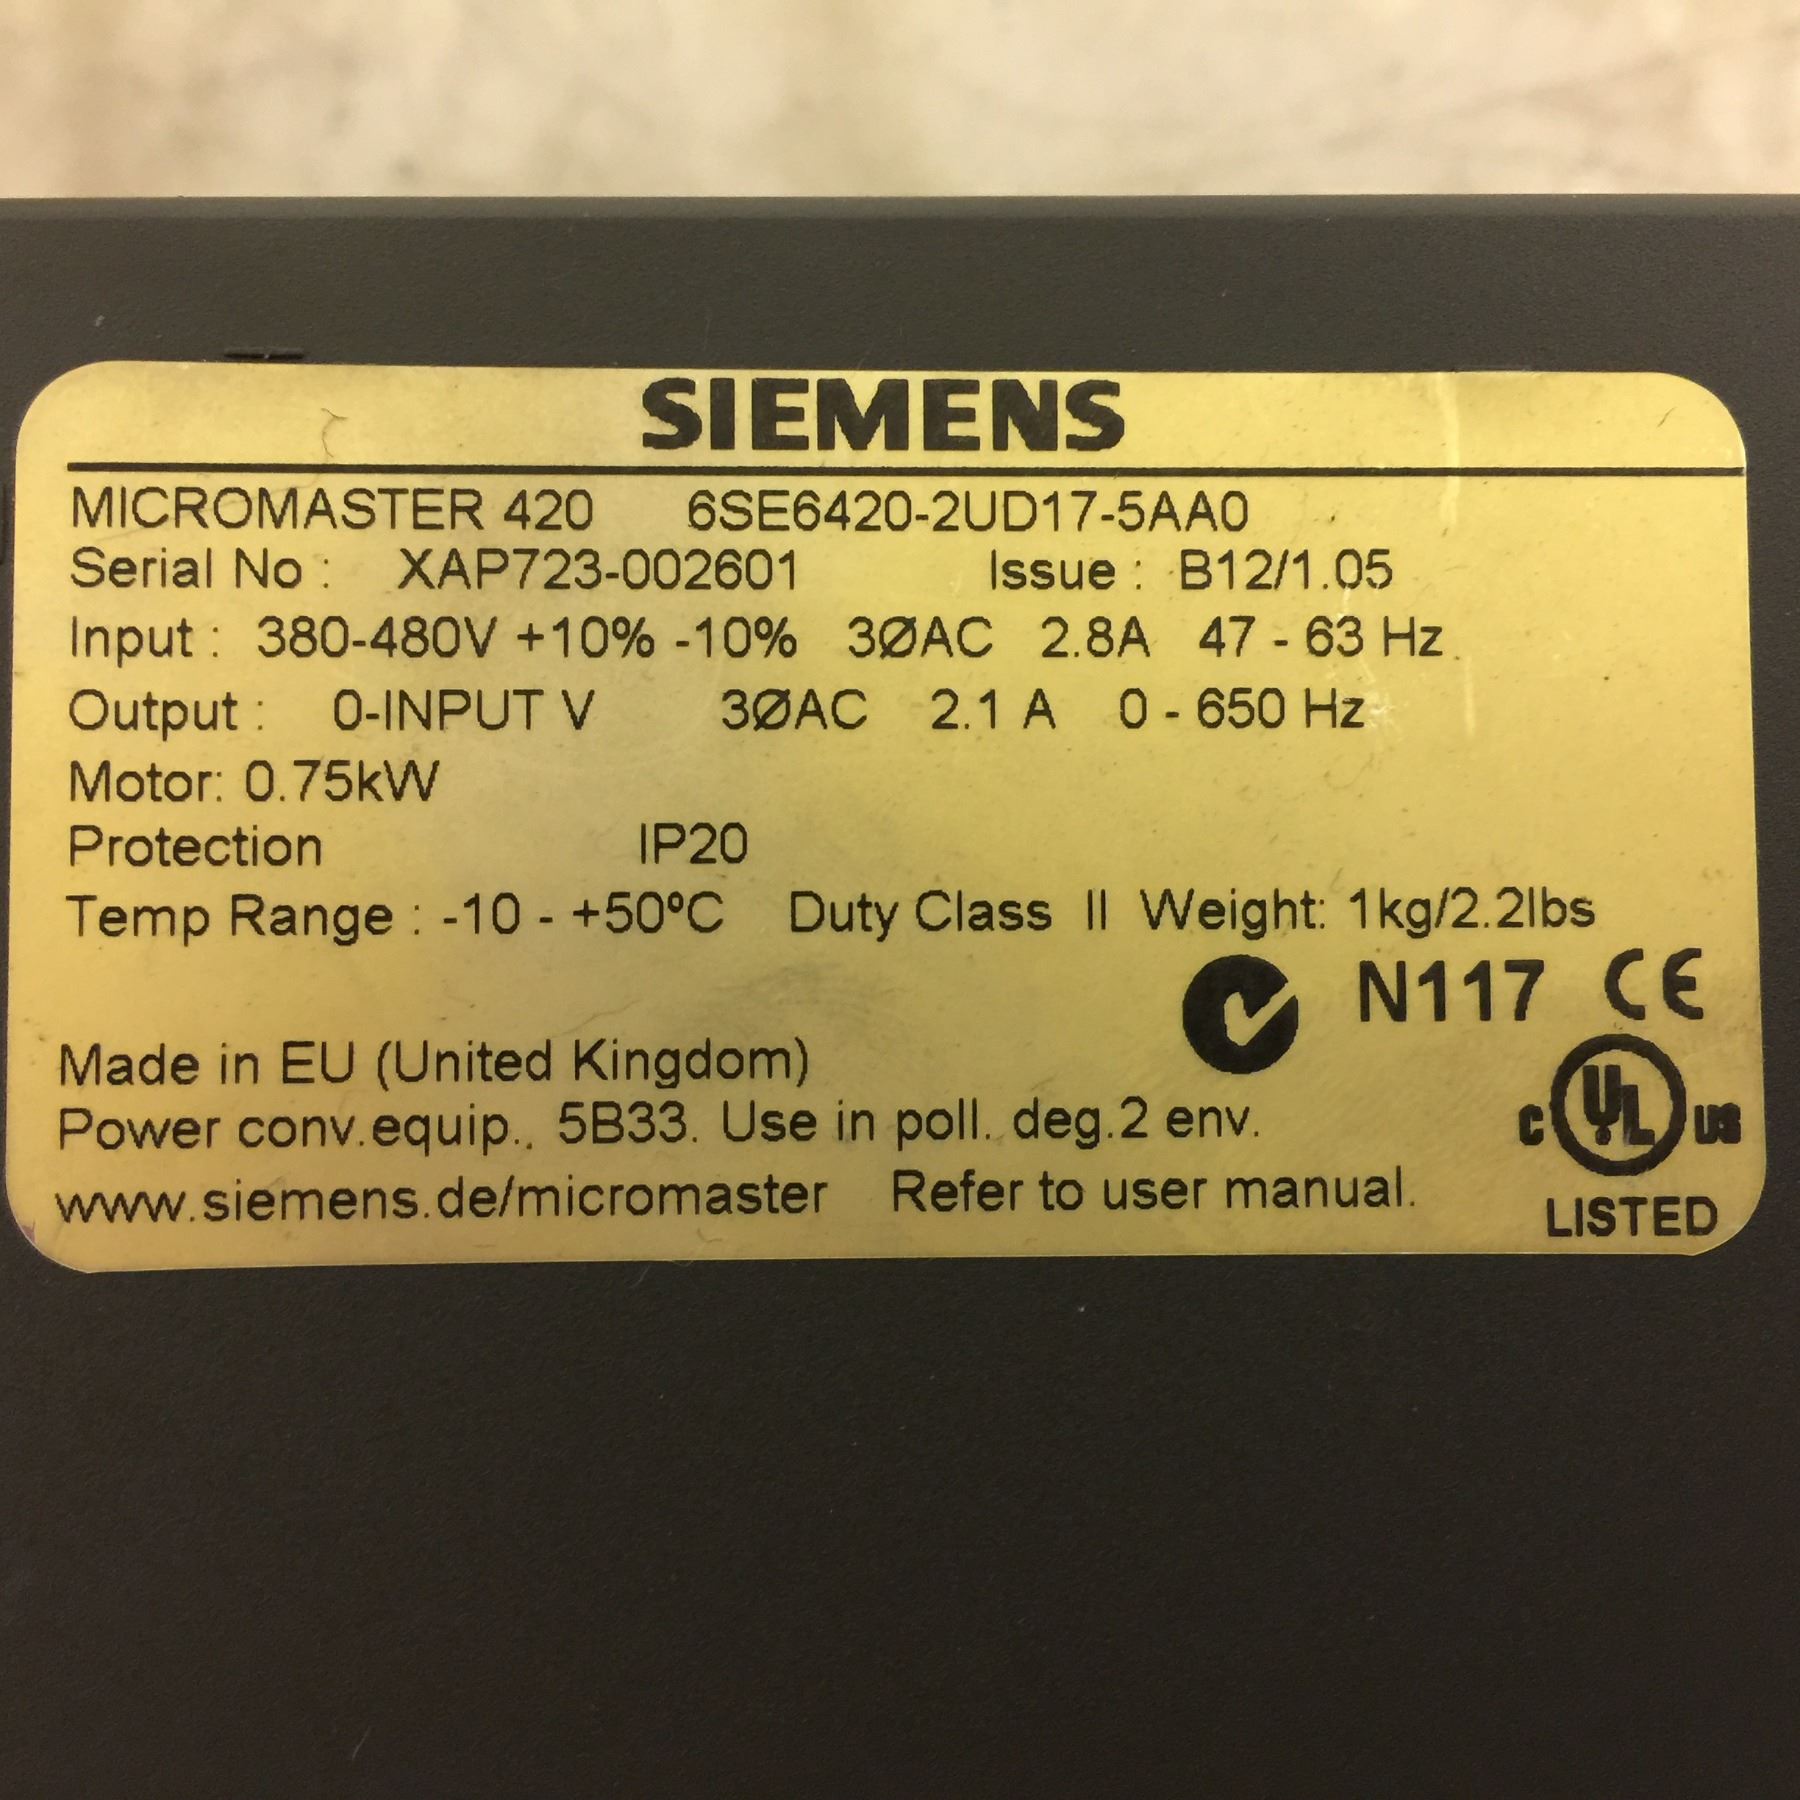 SIEMENS
MICROMASTER 420 6SE6420-2UD17-5AA0
Serial No : XAP723-002601 Issue : B12/1.05
Input : 380-480V +10% -10% 3ØAC 2.8A 47 - 63 Hz
Output : 0-INPUT V 3ØAC 2.1 A 0 - 650 Hz
Motor: 0.75kW
Protection IP20
Temp Range : -10 - +50ºC Duty Class II Weight: 1kg/2.2lbs
N117 CE
Made in EU (United Kingdom)
Power conv.equip., 5B33. Use in poll. deg.2 env.
C UL US
www.siemens.de/micromaster Refer to user manual.
LISTED